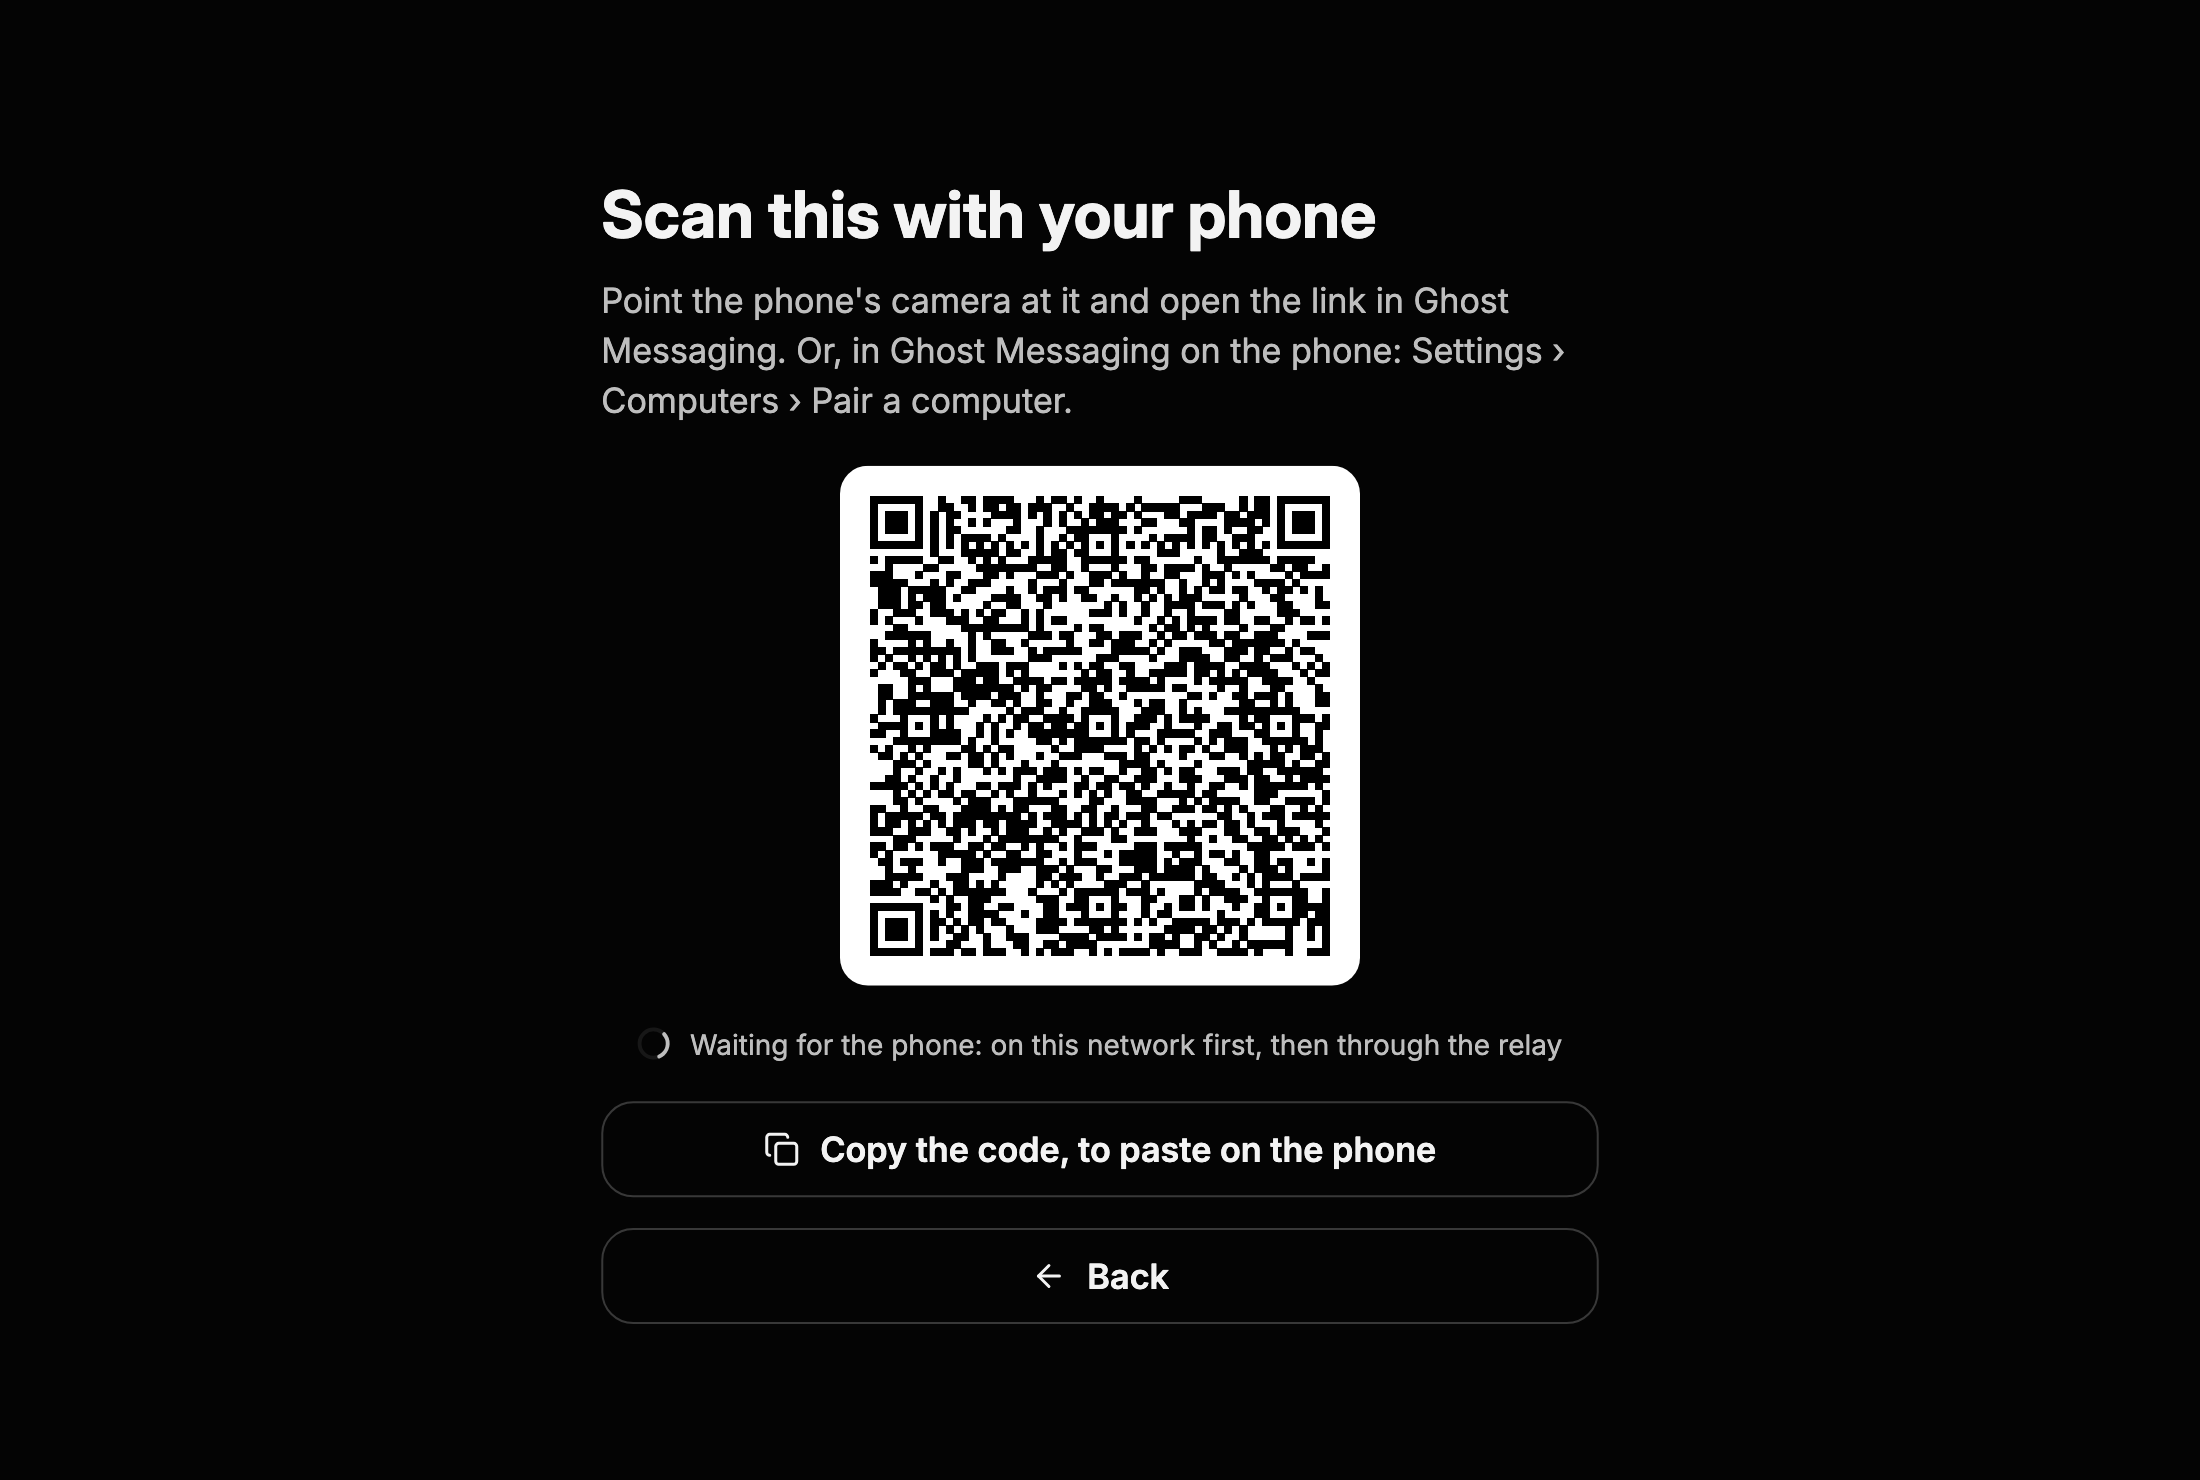 Scan this with your phone
Point the phone's camera at it and open the link in Ghost
Messaging. Or, in Ghost Messaging on the phone: Settings ›
Computers › Pair a computer.
Waiting for the phone: on this network first, then through the relay
Copy the code, to paste on the phone
Back